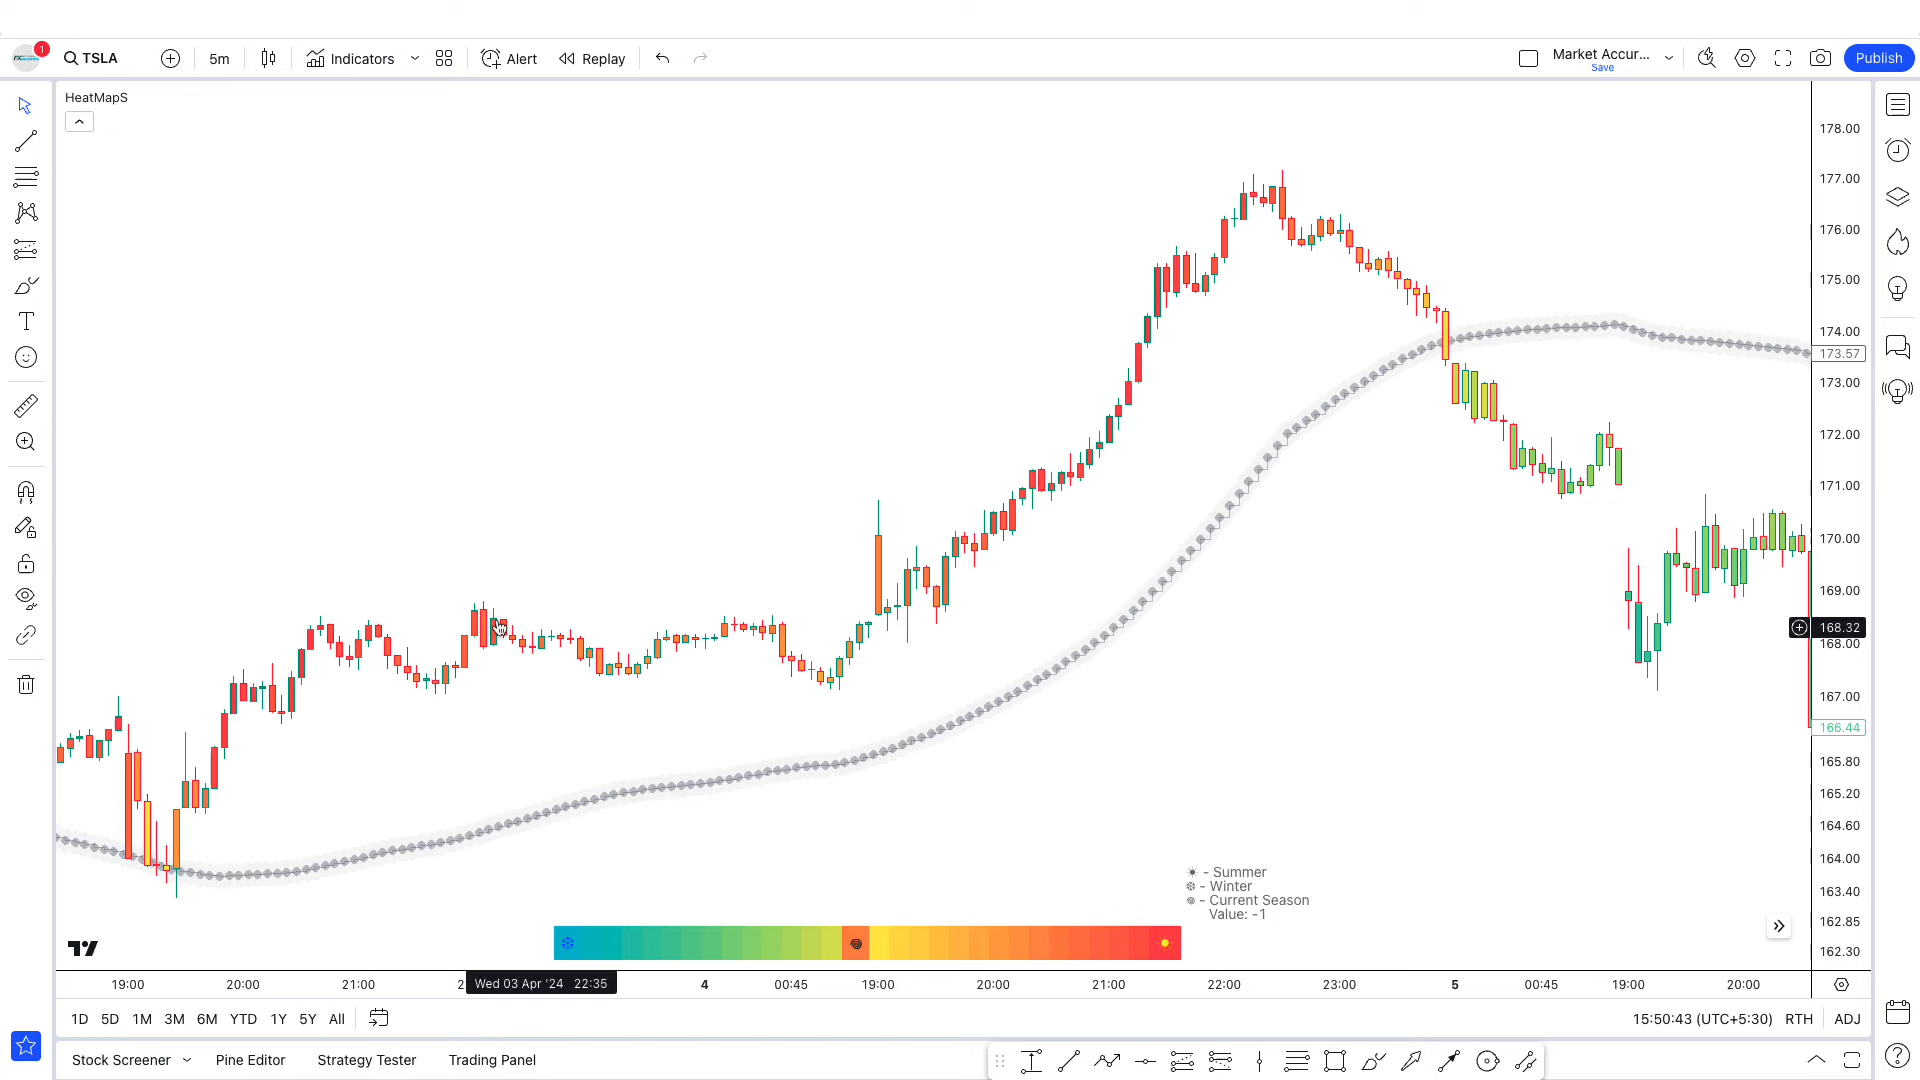 1
TSLA
5m
Indicators
Alert
Replay
Market Accur...
Save
Publish
HeatMapS
178.00
177.00
176.00
175.00
174.00
173.57
173.00
172.00
171.00
170.00
169.00
168.32
168.00
167.00
166.44
165.80
165.20
164.60
164.00
163.40
162.85
162.30
- Summer
- Winter
- Current Season
Value: -1
19:00 20:00 21:00 2 Wed 03 Apr '24 22:35 4 00:45 19:00 20:00 21:00 22:00 23:00 5 00:45 19:00 20:00
1D 5D 1M 3M 6M YTD 1Y 5Y All
15:50:43 (UTC+5:30) RTH ADJ
Stock Screener Pine Editor Strategy Tester Trading Panel